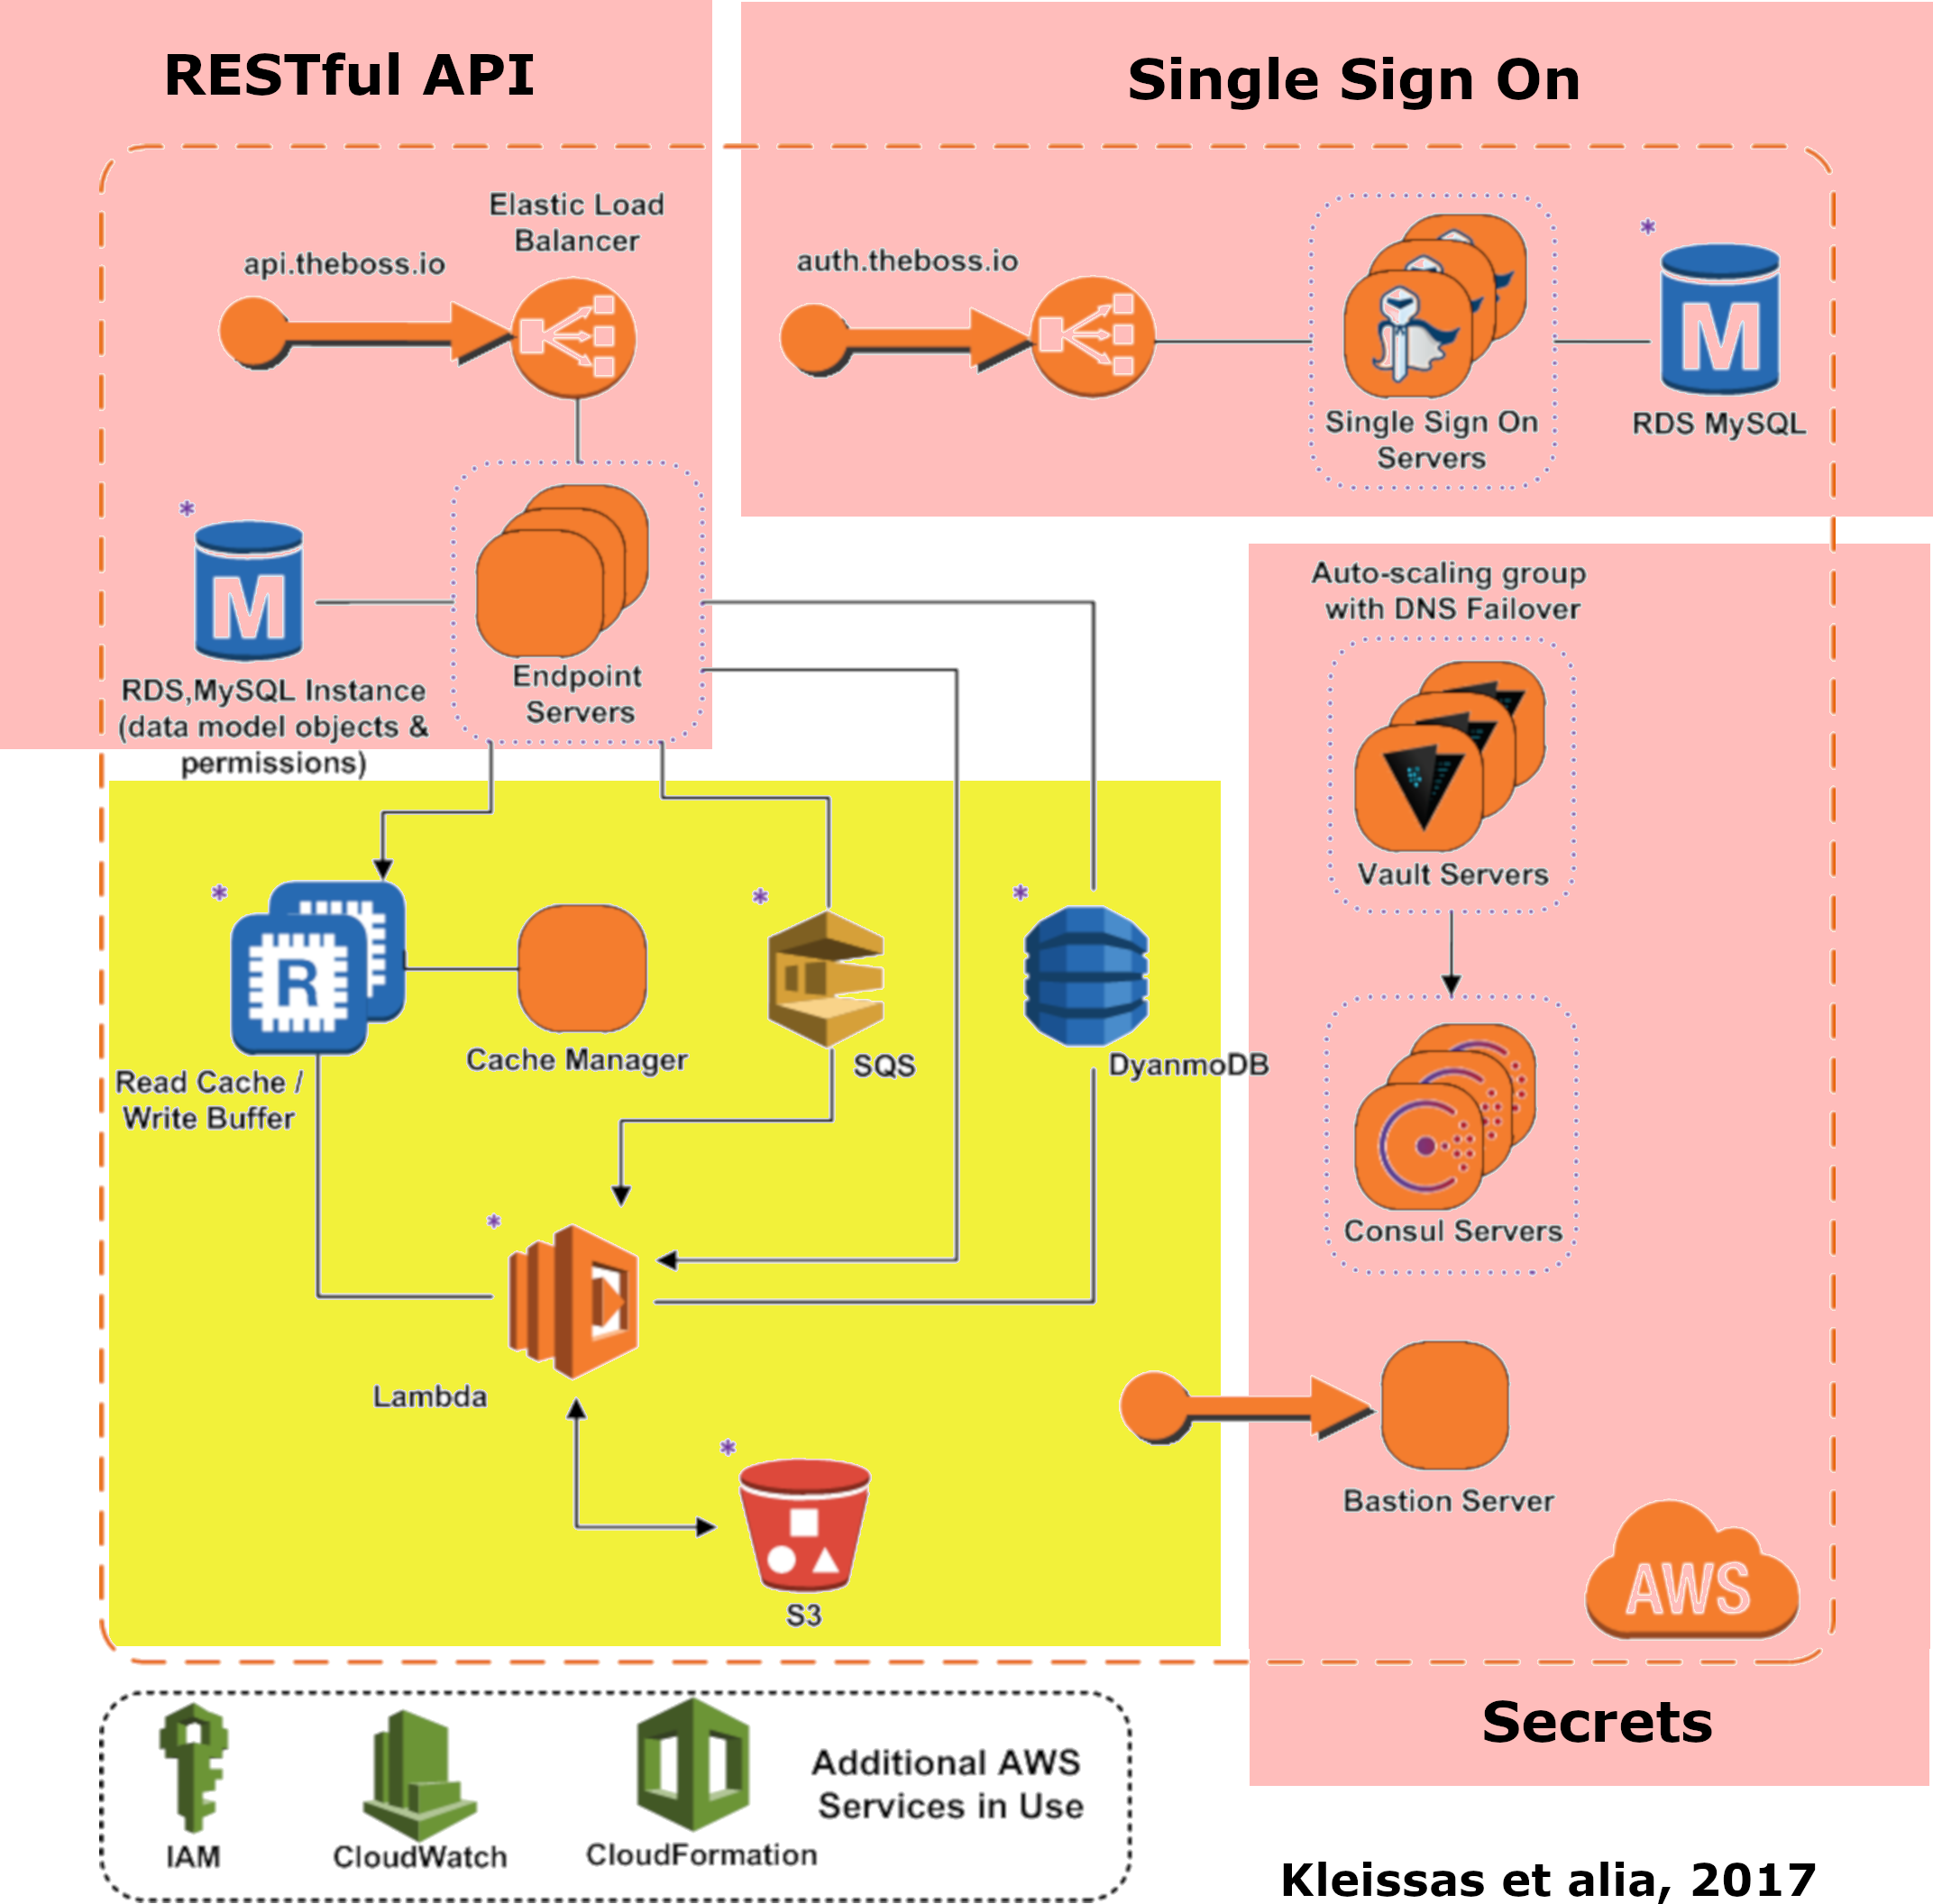 RESTful API
Single Sign On
Elastic Load
Balancer
api.theboss.io
auth.theboss.io
*
M
Single Sign On
Servers
RDS MySQL
*
M
Endpoint
Servers
RDS,MySQL Instance
(data model objects &
permissions)
Auto-scaling group
with DNS Failover
Vault Servers
*
R
Read Cache /
Write Buffer
Cache Manager
*
SQS
*
DyanmoDB
Consul Servers
*
Lambda
*
S3
Bastion Server
AWS
Secrets
IAM
CloudWatch
CloudFormation
Additional AWS
Services in Use
Kleissas et alia, 2017